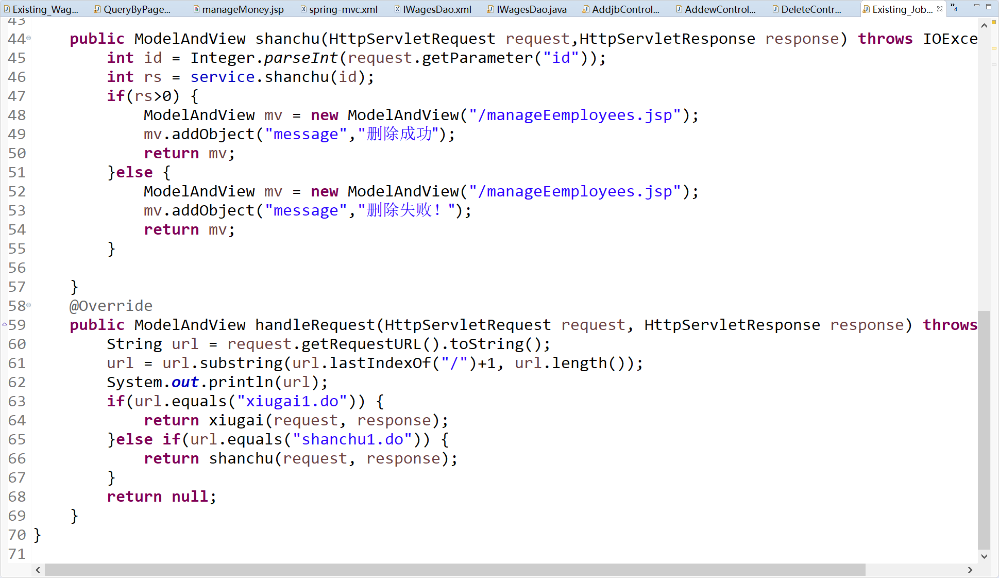 Existing_Wag... QueryByPage... manageMoney.jsp spring-mvc.xml IWagesDao.xml IWagesDao.java AddjbControl... AddewControl... DeleteContr... Existing_Job... »4
43
44 public ModelAndView shanchu(HttpServletRequest request,HttpServletResponse response) throws IOExce
45 int id = Integer.parseInt(request.getParameter("id"));
46 int rs = service.shanchu(id);
47 if(rs>0) {
48 ModelAndView mv = new ModelAndView("/manageEemployees.jsp");
49 mv.addObject("message","删除成功");
50 return mv;
51 }else {
52 ModelAndView mv = new ModelAndView("/manageEemployees.jsp");
53 mv.addObject("message","删除失败！");
54 return mv;
55 }
56
57 }
58 @Override
59 public ModelAndView handleRequest(HttpServletRequest request, HttpServletResponse response) throws
60 String url = request.getRequestURL().toString();
61 url = url.substring(url.lastIndexOf("/")+1, url.length());
62 System.out.println(url);
63 if(url.equals("xiugai1.do")) {
64 return xiugai(request, response);
65 }else if(url.equals("shanchu1.do")) {
66 return shanchu(request, response);
67 }
68 return null;
69 }
70 }
71